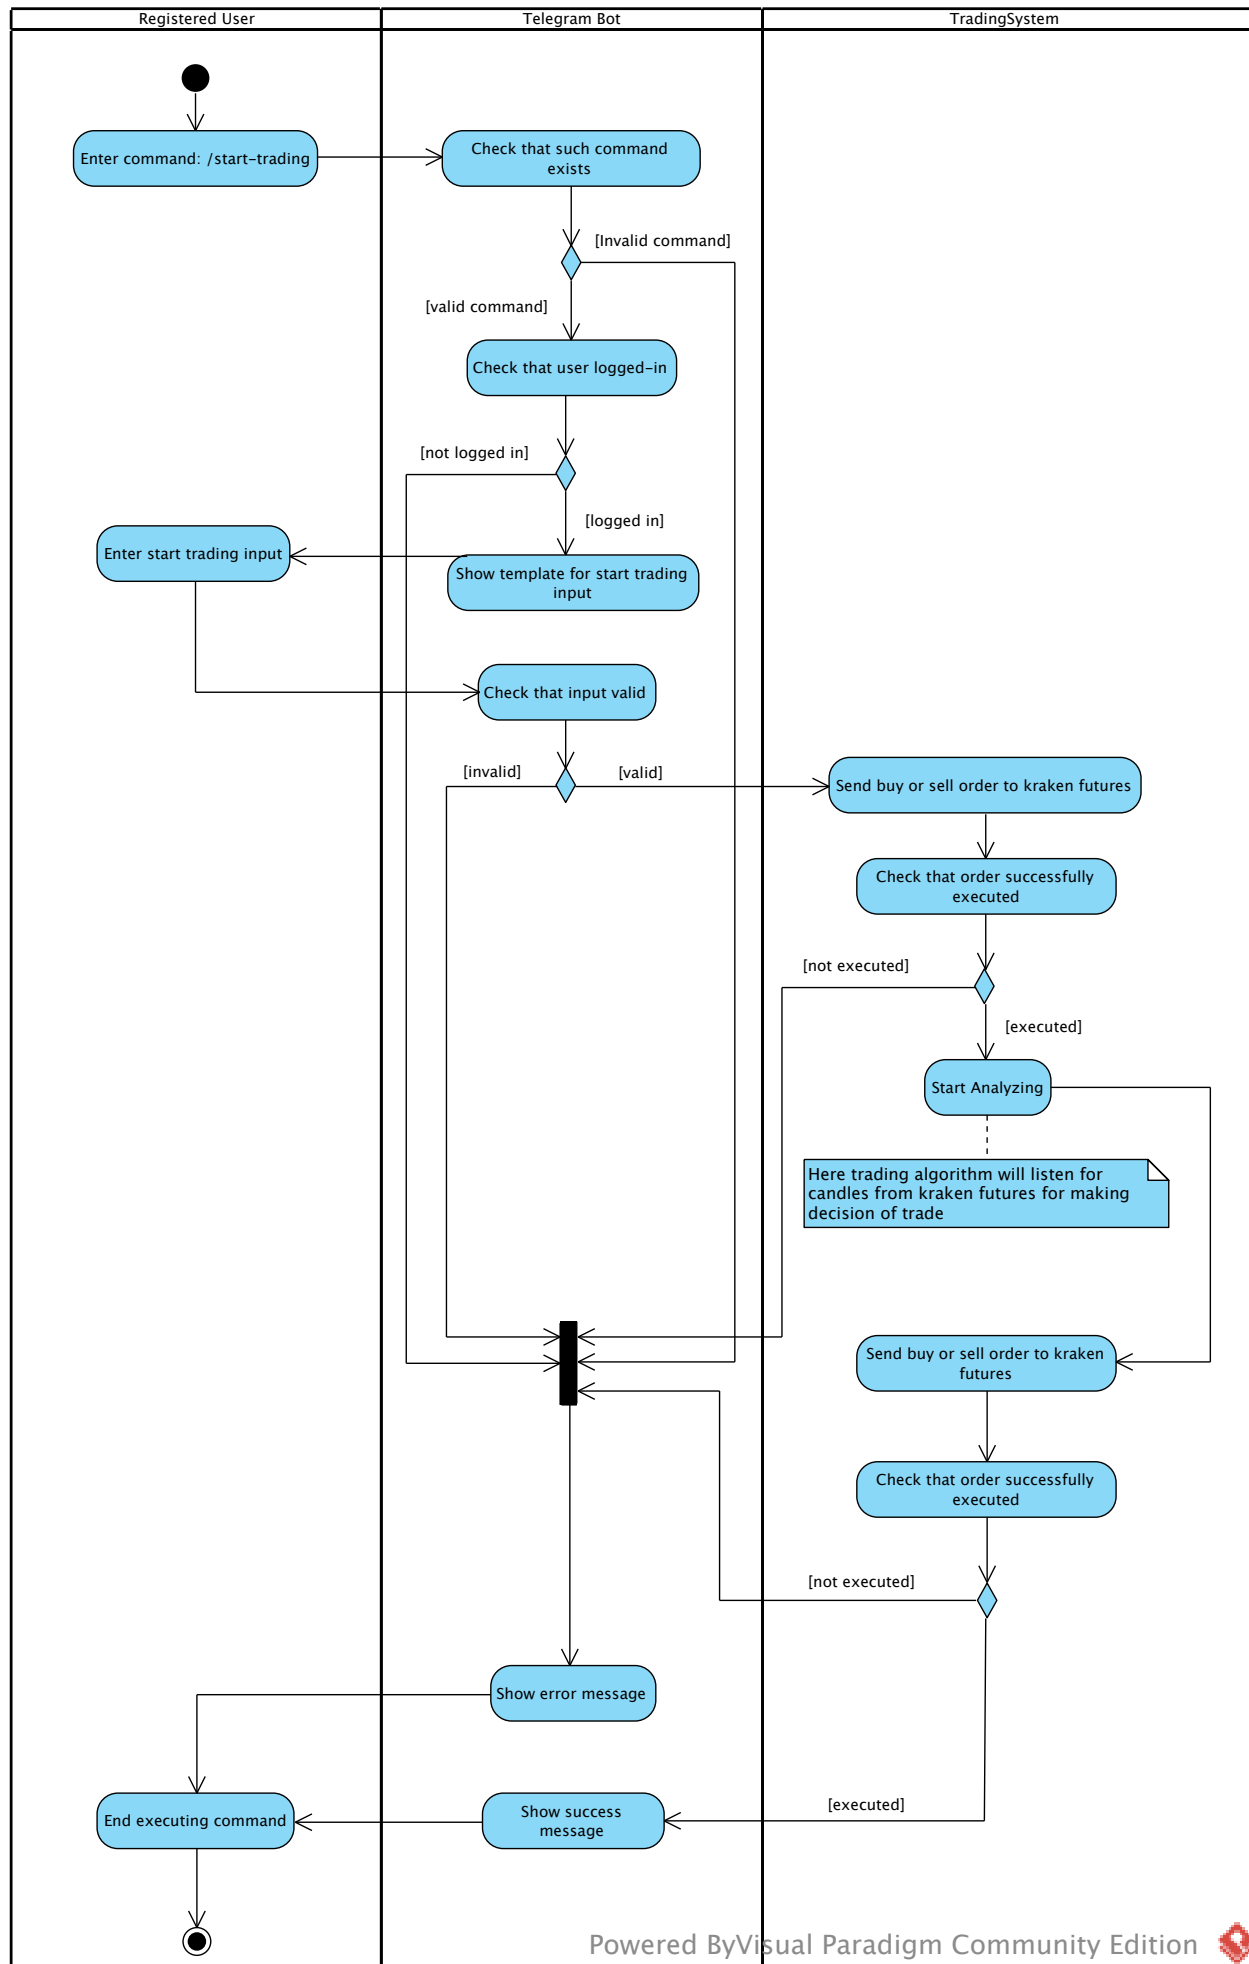 Registered User
Telegram Bot
TradingSystem
Enter command: /start-trading
Check that such command
exists
[Invalid command]
[valid command]
Check that user logged-in
[not logged in]
[logged in]
Enter start trading input
Show template for start trading
input
Check that input valid
[invalid]
[valid]
Send buy or sell order to kraken futures
Check that order successfully
executed
[not executed]
[executed]
Start Analyzing
Here trading algorithm will listen for
candles from kraken futures for making
decision of trade
Send buy or sell order to kraken
futures
Check that order successfully
executed
[not executed]
Show error message
End executing command
Show success
message
[executed]
Powered ByVisual Paradigm Community Edition